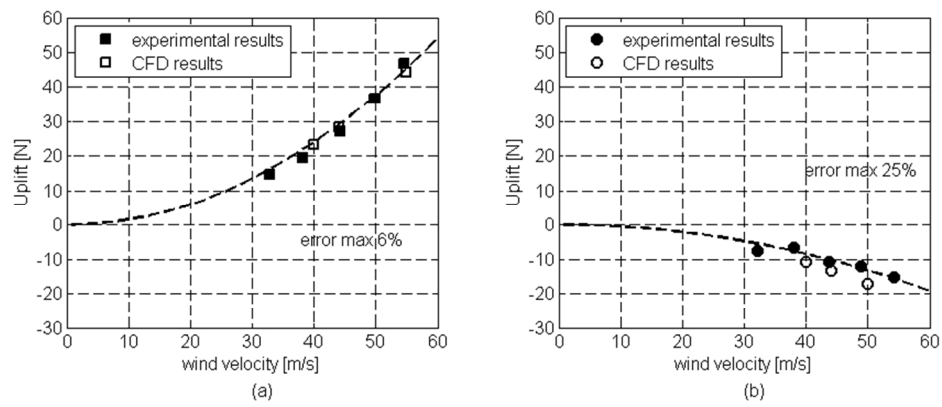 60
50
40
30
20
10
0
-10
-20
-30
Uplift [N]
experimental results
CFD results
error max 6%
0 10 20 30 40 50 60
wind velocity [m/s]
(a)
60
50
40
30
20
10
0
-10
-20
-30
Uplift [N]
experimental results
CFD results
error max 25%
0 10 20 30 40 50 60
wind velocity [m/s]
(b)